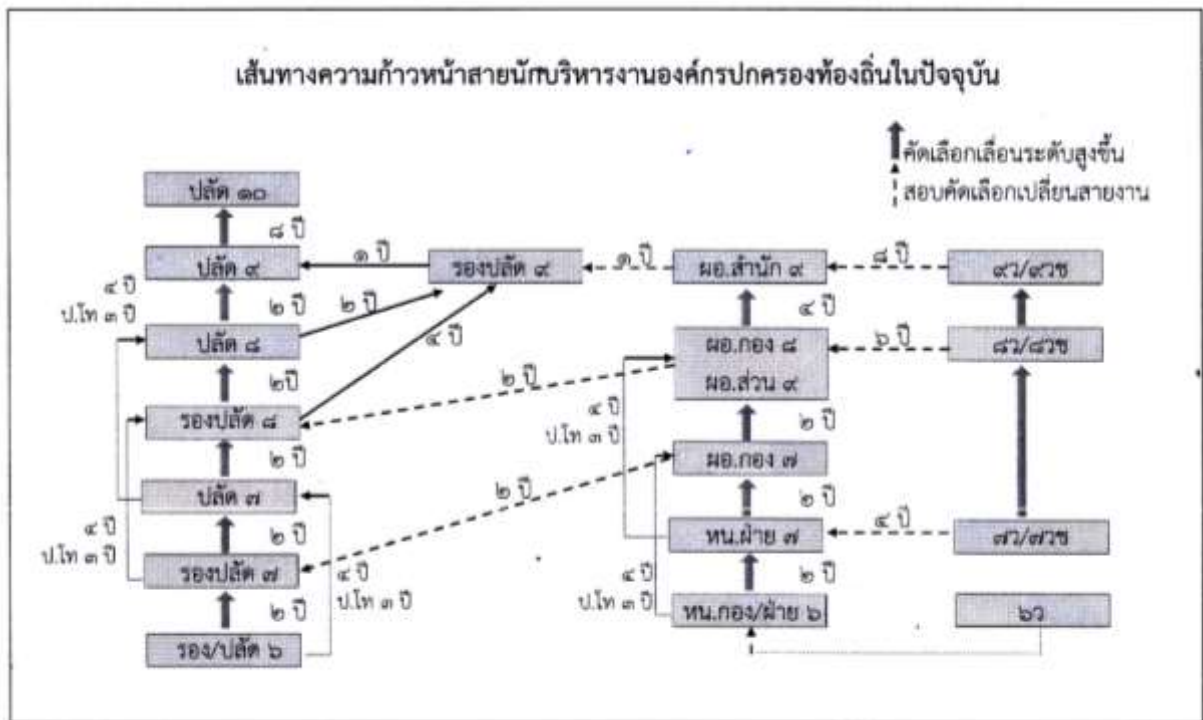 เส้นทางความก้าวหน้าสายนักบริหารงานองค์กรปกครองท้องถิ่นในปัจจุบัน
คัดเลือกเลื่อนระดับสูงขึ้น
สอบคัดเลือกเปลี่ยนสายงาน
ปลัด ๑๐
๘ ปี
ปลัด ๙
๑ ปี
รองปลัด ๙
๑ ปี
ผอ.สำนัก ๙
๘ ปี
๙ว/๙วช
๔ ปี
ป.โท ๓ ปี
๒ ปี
๒ ปี
๔ ปี
๔ ปี
ปลัด ๘
ผอ.กอง ๘
ผอ.ส่วน ๙
๖ ปี
๘ว/๘วช
๒ปี
๒ ปี
รองปลัด ๘
๔ ปี
ป.โท ๓ ปี
๒ ปี
๒ ปี
ผอ.กอง ๗
ปลัด ๗
๒ ปี
๒ ปี
๔ ปี
ป.โท ๓ ปี
๒ ปี
หน.ฝ่าย ๗
๔ ปี
๗ว/๗วช
รองปลัด ๗
๔ ปี
ป.โท ๓ ปี
๔ ปี
ป.โท ๓ ปี
๒ ปี
๒ ปี
รอง/ปลัด ๖
หน.กอง/ฝ่าย ๖
๖ว